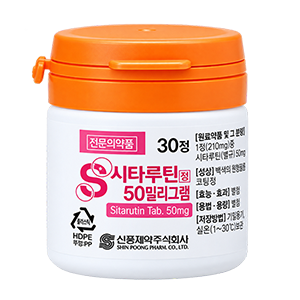 전문의약품
30정
시타루틴정
50밀리그램
Sitarutin Tab. 50mg
플라스틱
HDPE
뚜껑:PP
신풍제약주식회사
SHIN POONG PHARM. CO., LTD.
[원료약품 및 그 분량]
1정(210mg)중
시타루틴(별규) 50mg
[성상] 백색의 원형필름
코팅정
[효능·효과] 별첨
[용법·용량] 별첨
[저장방법] 기밀용기,
실온(1~30℃)보관